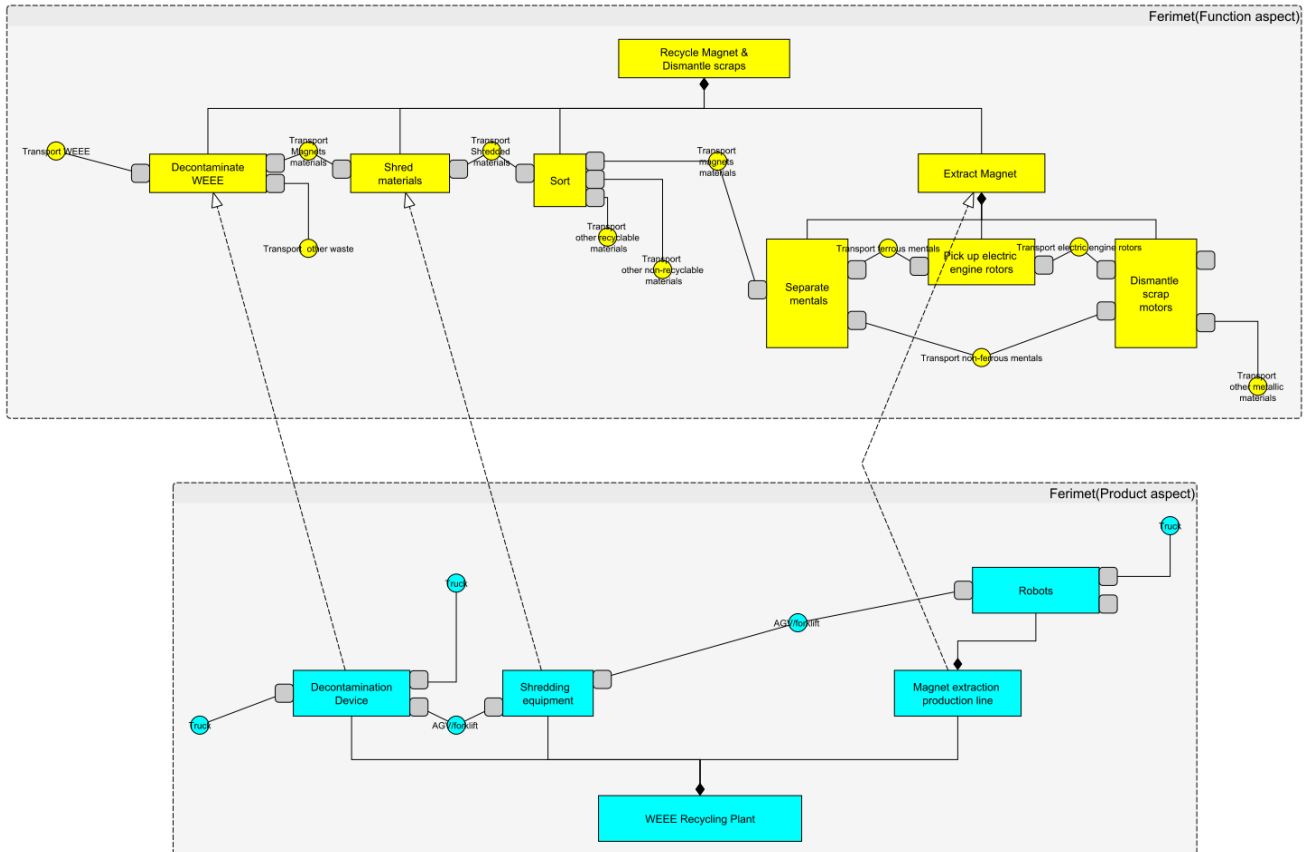 Ferimet(Function aspect)
Recycle Magnet &
Dismantle scraps
Transport WEEE
Decontaminate
WEEE
Transport
Magnets
materials
Shred
materials
Transport
Shredded
materials
Sort
Transport
magnets
materials
Extract Magnet
Transport other waste
Transport
other recyclable
materials
Transport
other non-recyclable
materials
Separate
mentals
Transport ferrous mentals
Pick up electric
engine rotors
Transport electric engine rotors
Dismantle
scrap
motors
Transport non-ferrous mentals
Transport
other metallic
materials
Ferimet(Product aspect)
Truck
Truck
Robots
AGV/forklift
Decontamination
Device
Shredding
equipment
Magnet extraction
production line
Truck
AGV/forklift
WEEE Recycling Plant